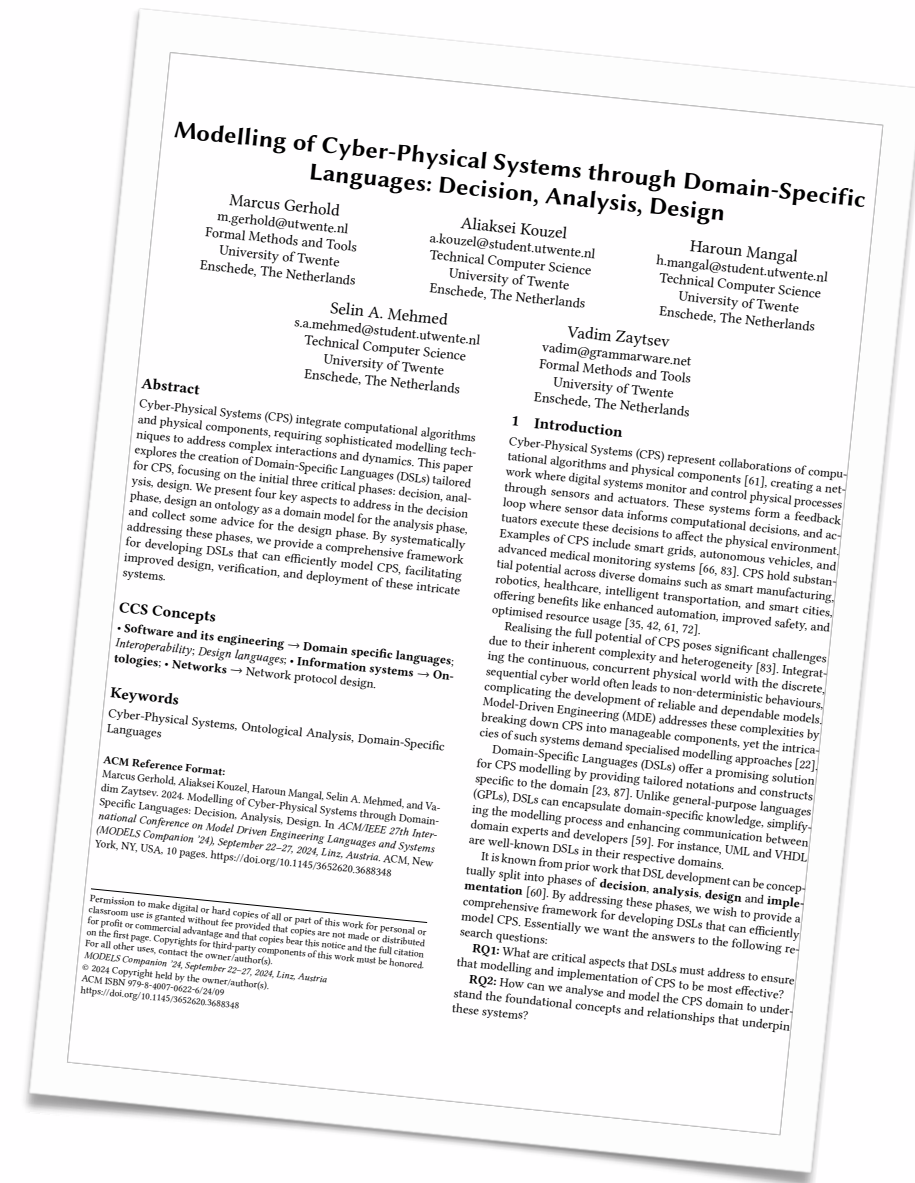 Modelling of Cyber-Physical Systems through Domain-Specific
Languages: Decision, Analysis, Design
Marcus Gerhold
m.gerhold@utwente.nl
Formal Methods and Tools
University of Twente
Enschede, The Netherlands
Aliaksei Kouzel
a.kouzel@student.utwente.nl
Technical Computer Science
University of Twente
Enschede, The Netherlands
Haroun Mangal
h.mangal@student.utwente.nl
Technical Computer Science
University of Twente
Enschede, The Netherlands
Selin A. Mehmed
s.a.mehmed@student.utwente.nl
Technical Computer Science
University of Twente
Enschede, The Netherlands
Vadim Zaytsev
vadim@grammarware.net
Formal Methods and Tools
University of Twente
Enschede, The Netherlands
Abstract
Cyber-Physical Systems (CPS) integrate computational algorithms
and physical components, requiring sophisticated modelling tech-
niques to address complex interactions and dynamics. This paper
explores the creation of Domain-Specific Languages (DSLs) tailored
for CPS, focusing on the initial three critical phases: decision, anal-
ysis, design. We present four key aspects to address in the decision
phase, design an ontology as a domain model for the analysis phase,
and collect some advice for the design phase. By systematically
addressing these phases, we provide a comprehensive framework
for developing DSLs that can efficiently model CPS, facilitating
improved design, verification, and deployment of these intricate
systems.
CCS Concepts
• Software and its engineering → Domain specific languages;
Interoperability; Design languages; • Information systems → On-
tologies; • Networks → Network protocol design.
Keywords
Cyber-Physical Systems, Ontological Analysis, Domain-Specific
Languages
ACM Reference Format:
Marcus Gerhold, Aliaksei Kouzel, Haroun Mangal, Selin A. Mehmed, and Va-
dim Zaytsev. 2024. Modelling of Cyber-Physical Systems through Domain-
Specific Languages: Decision, Analysis, Design. In ACM/IEEE 27th Inter-
national Conference on Model Driven Engineering Languages and Systems
(MODELS Companion '24), September 22–27, 2024, Linz, Austria. ACM, New
York, NY, USA, 10 pages. https://doi.org/10.1145/3652620.3688348
Permission to make digital or hard copies of all or part of this work for personal or
classroom use is granted without fee provided that copies are not made or distributed
for profit or commercial advantage and that copies bear this notice and the full citation
on the first page. Copyrights for third-party components of this work must be honored.
For all other uses, contact the owner/author(s).
MODELS Companion '24, September 22–27, 2024, Linz, Austria
© 2024 Copyright held by the owner/author(s).
ACM ISBN 979-8-4007-0622-6/24/09
https://doi.org/10.1145/3652620.3688348
1 Introduction
Cyber-Physical Systems (CPS) represent collaborations of compu-
tational algorithms and physical components [61], creating a net-
work where digital systems monitor and control physical processes
through sensors and actuators. These systems form a feedback
loop where sensor data informs computational decisions, and ac-
tuators execute these decisions to affect the physical environment.
Examples of CPS include smart grids, autonomous vehicles, and
advanced medical monitoring systems [66, 83]. CPS hold substan-
tial potential across diverse domains such as smart manufacturing,
robotics, healthcare, intelligent transportation, and smart cities,
offering benefits like enhanced automation, improved safety, and
optimised resource usage [35, 42, 61, 72].
Realising the full potential of CPS poses significant challenges
due to their inherent complexity and heterogeneity [83]. Integrat-
ing the continuous, concurrent physical world with the discrete,
sequential cyber world often leads to non-deterministic behaviours,
complicating the development of reliable and dependable models.
Model-Driven Engineering (MDE) addresses these complexities by
breaking down CPS into manageable components, yet the intrica-
cies of such systems demand specialised modelling approaches [22].
Domain-Specific Languages (DSLs) offer a promising solution
for CPS modelling by providing tailored notations and constructs
specific to the domain [23, 87]. Unlike general-purpose languages
(GPLs), DSLs can encapsulate domain-specific knowledge, simplify-
ing the modelling process and enhancing communication between
domain experts and developers [59]. For instance, UML and VHDL
are well-known DSLs in their respective domains.
It is known from prior work that DSL development can be concep-
tually split into phases of decision, analysis, design and imple-
mentation [60]. By addressing these phases, we wish to provide a
comprehensive framework for developing DSLs that can efficiently
model CPS. Essentially we want the answers to the following re-
search questions:
RQ1: What are critical aspects that DSLs must address to ensure
that modelling and implementation of CPS to be most effective?
RQ2: How can we analyse and model the CPS domain to under-
stand the foundational concepts and relationships that underpin
these systems?